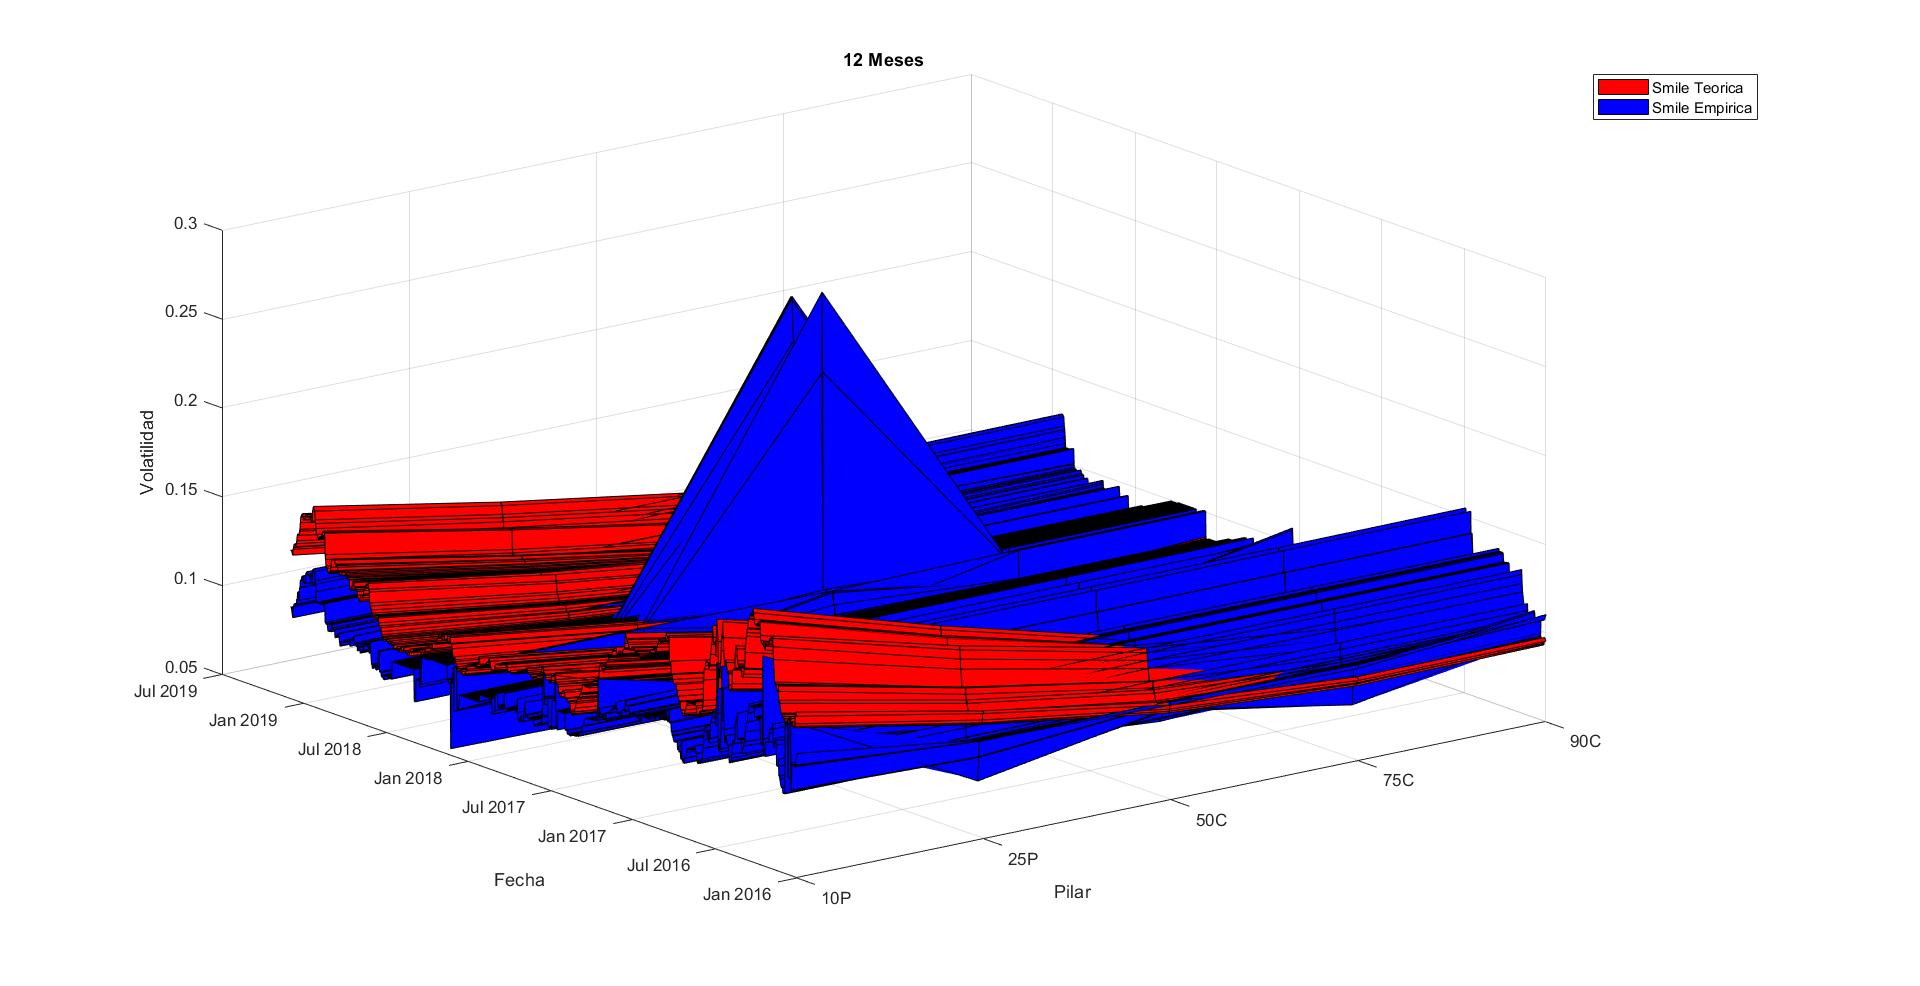 12 Meses
Smile Teorica
Smile Empirica
0.3
0.25
0.2
0.15
0.1
0.05
Volatilidad
Jul 2019
Jan 2019
Jul 2018
Jan 2018
Jul 2017
Jan 2017
Jul 2016
Jan 2016
Fecha
10P
25P
50C
75C
90C
Pilar